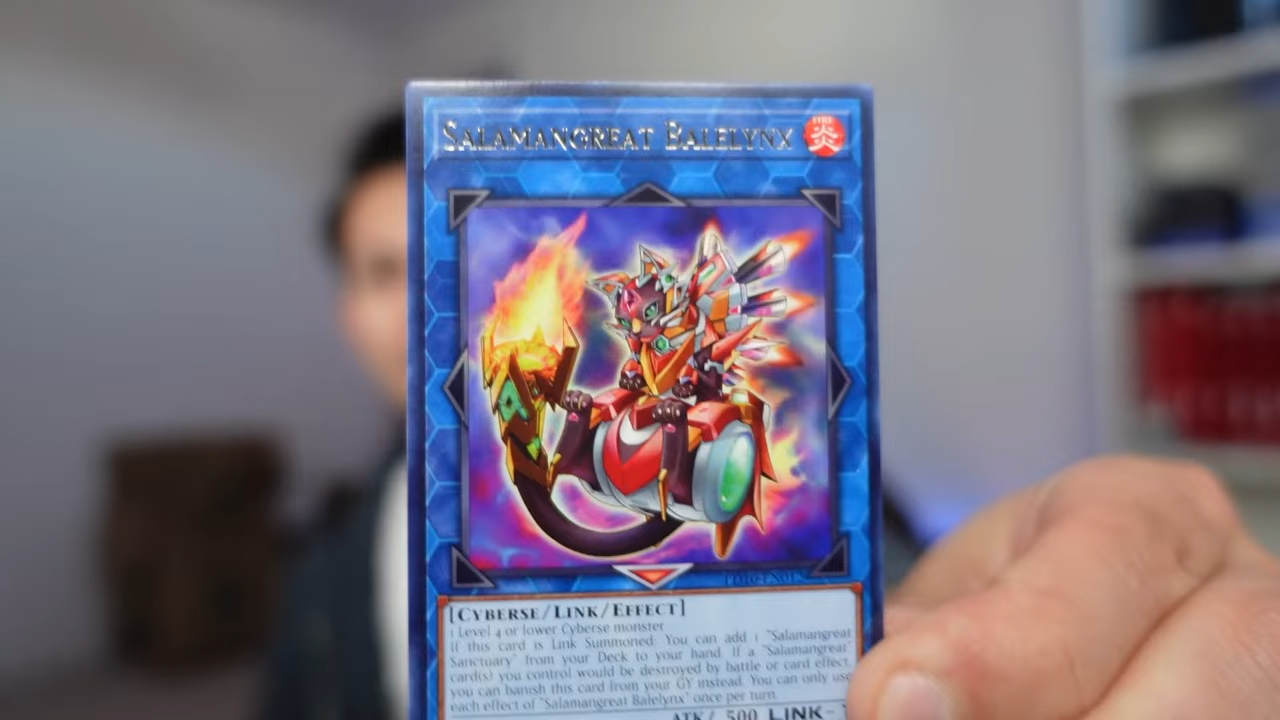 SALAMANGREAT BALELYNX
FIRE
炎
[CYBERSE/LINK/EFFECT]
1 Level 4 or lower Cyberse monster
If this card is Link Summoned: You can add 1 "Salamangreat
Sanctuary" from your Deck to your hand. If a "Salamangreat
card(s) you control would be destroyed by battle or card effect,
you can banish this card from your GY instead. You can only use
each effect of "Salamangreat Balelynx" once per turn.
ATK/ 500 LINK-